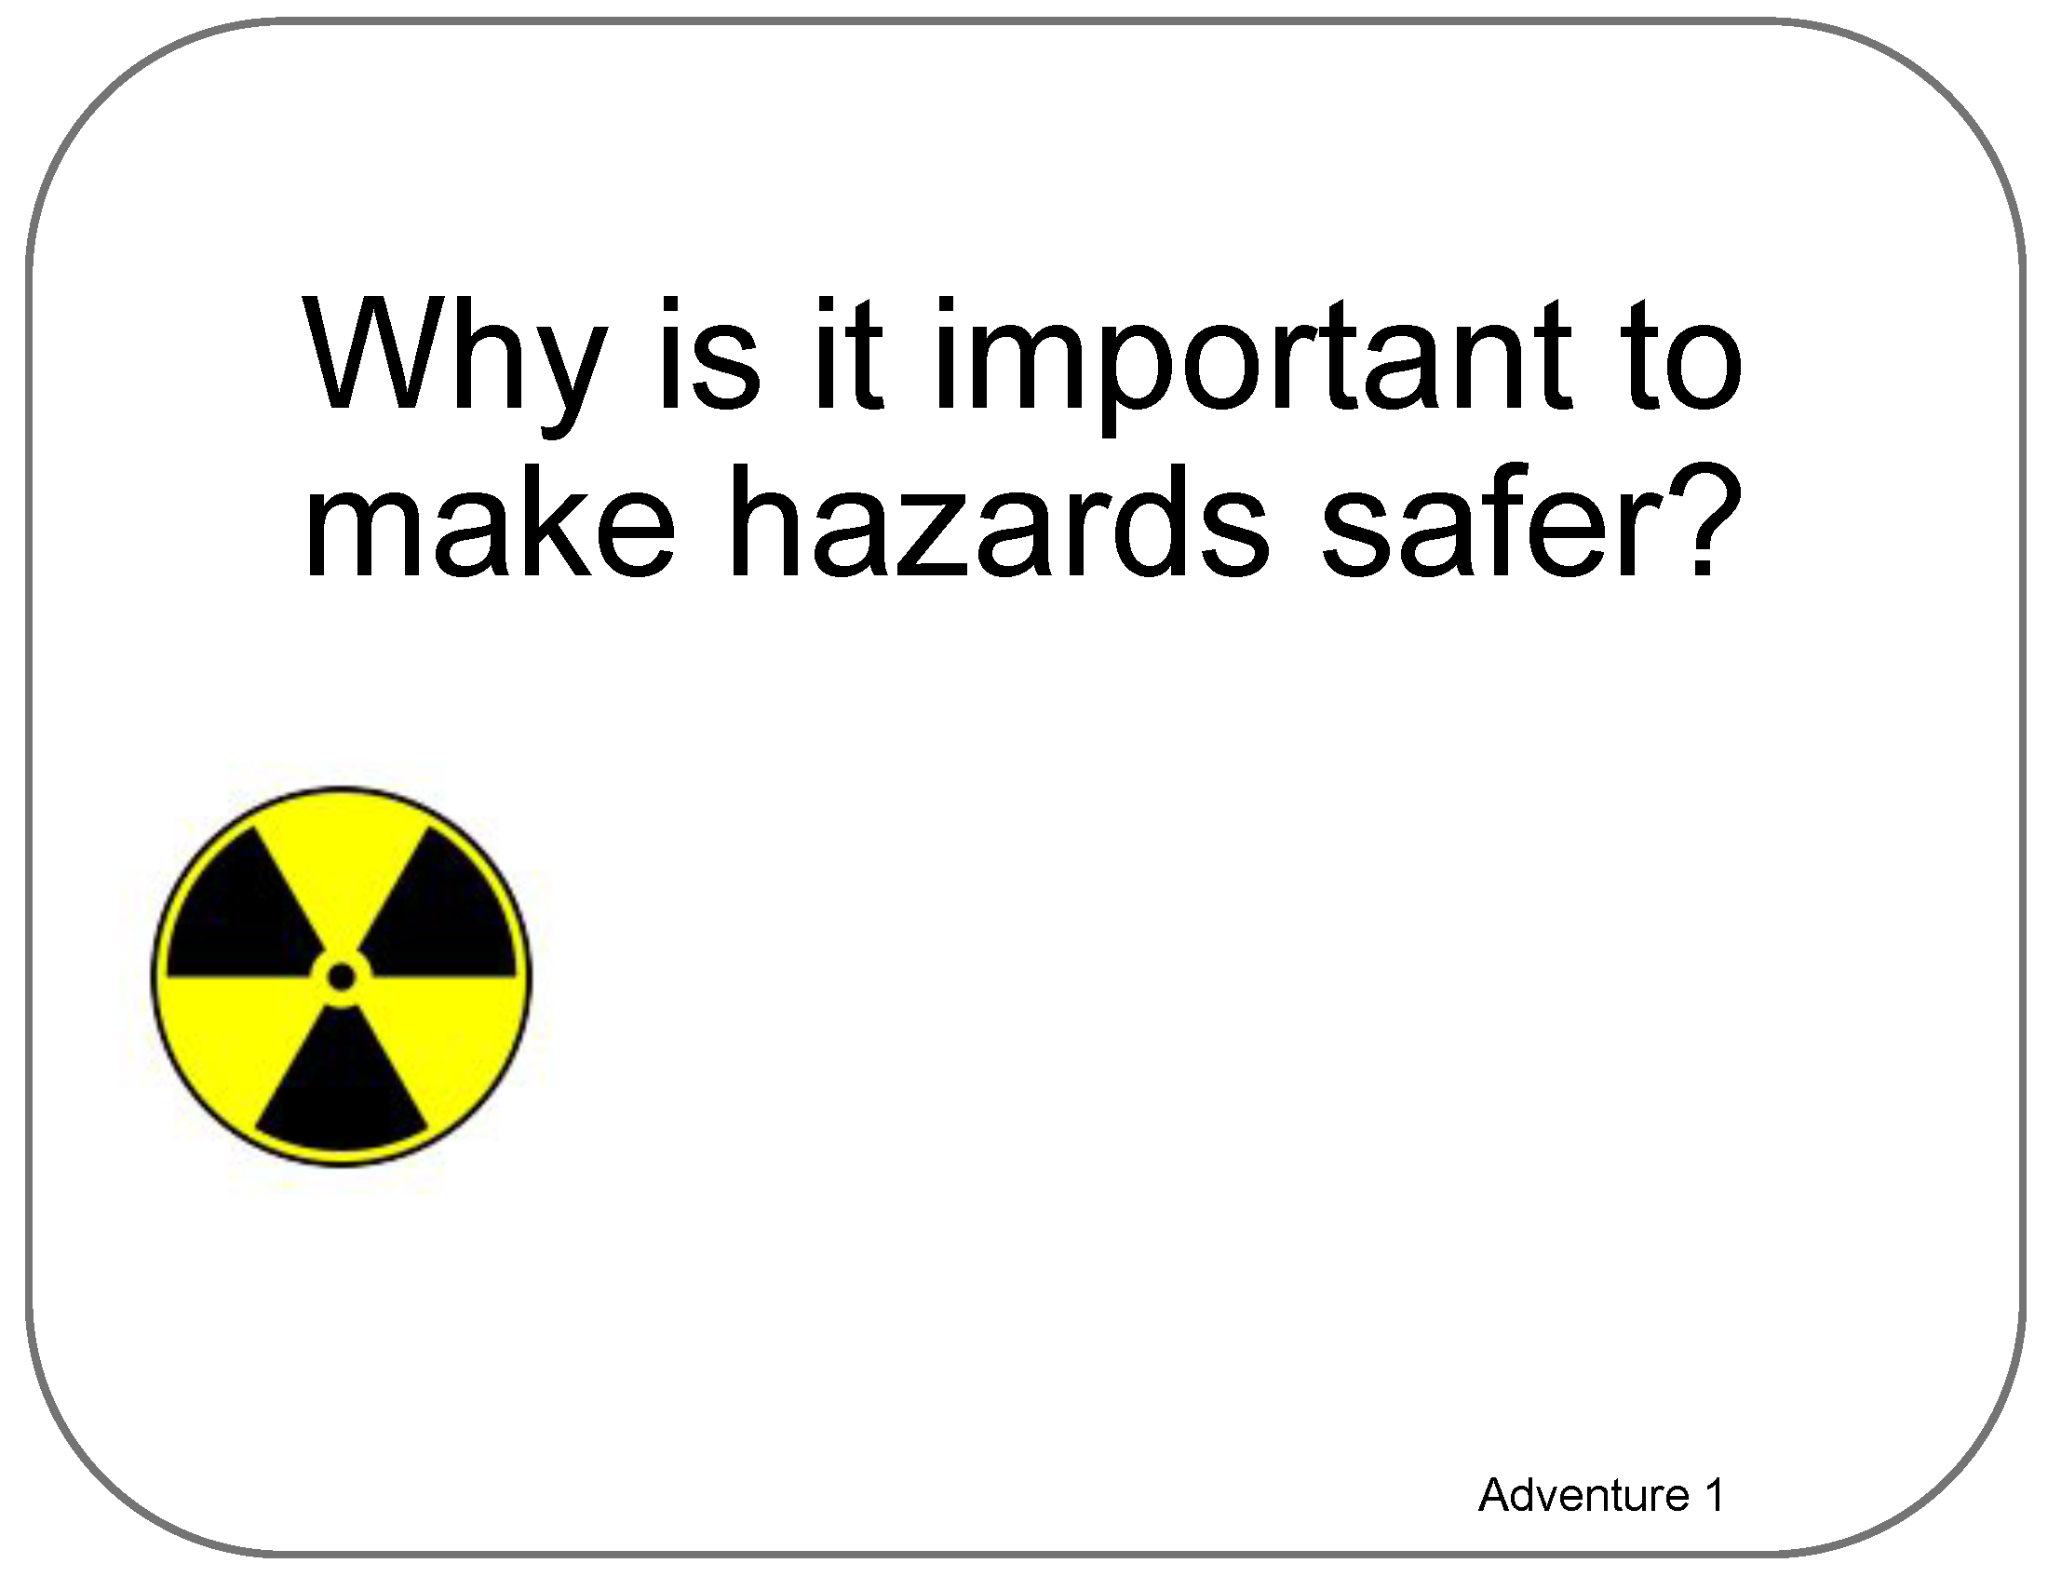 Why is it important to
make hazards safer?
Adventure 1